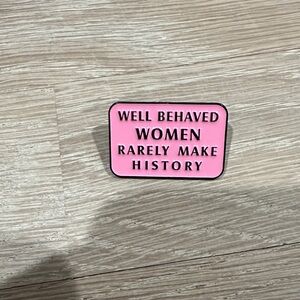 WELL BEHAVED
WOMEN
RARELY MAKE
HISTORY